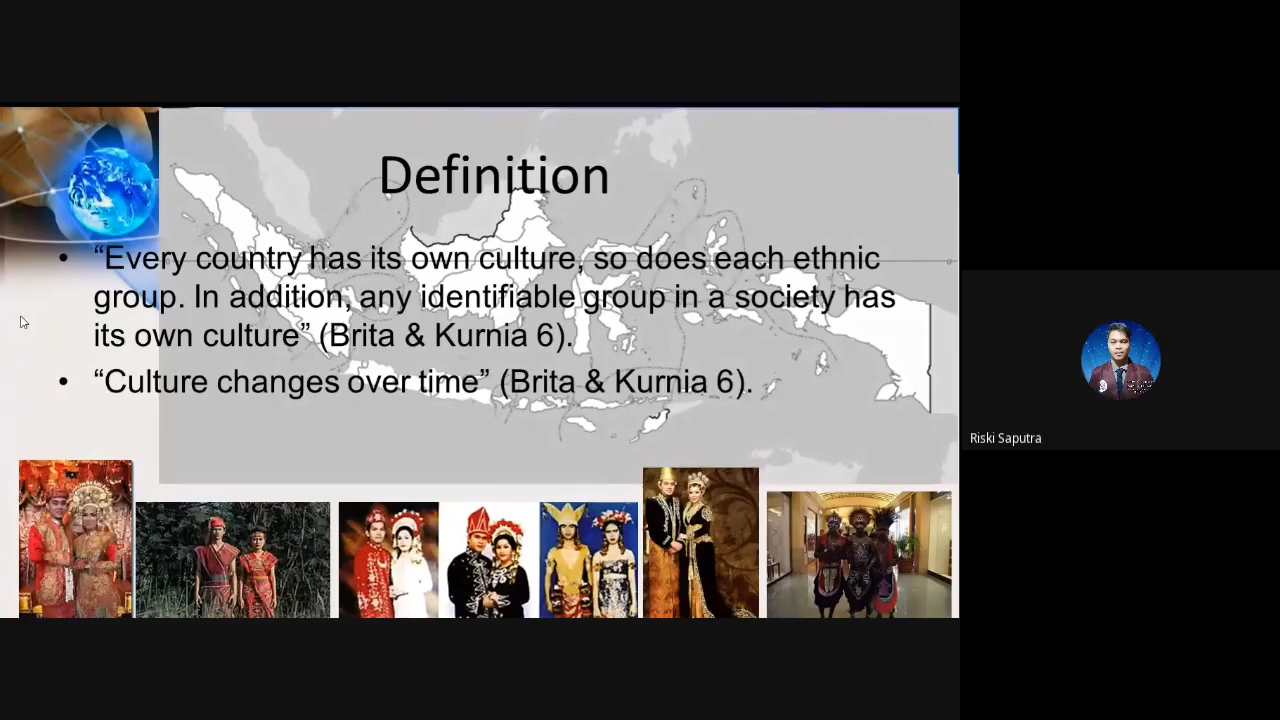 Definition
• “Every country has its own culture, so does each ethnic
group. In addition, any identifiable group in a society has
its own culture” (Brita & Kurnia 6).
• “Culture changes over time” (Brita & Kurnia 6).
Riski Saputra